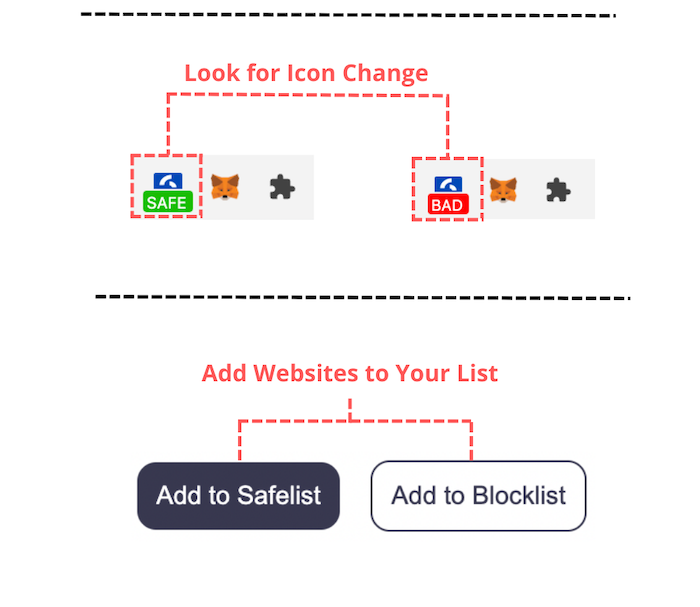 Look for Icon Change
SAFE
BAD
Add Websites to Your List
Add to Safelist
Add to Blocklist